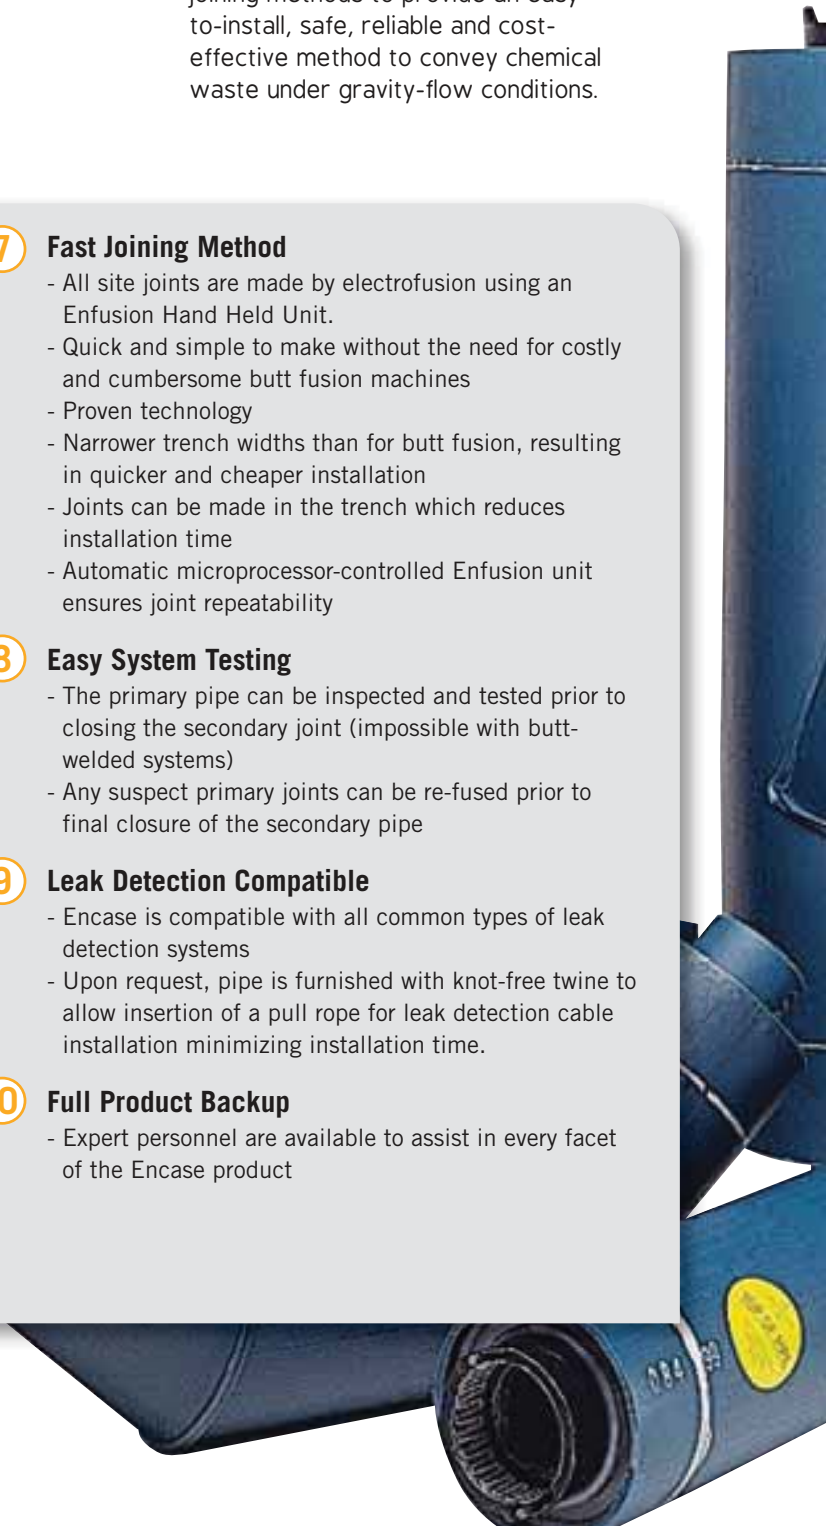 to-install, safe, reliable and cost-
effective method to convey chemical
waste under gravity-flow conditions.
7
Fast Joining Method
- All site joints are made by electrofusion using an
Enfusion Hand Held Unit.
- Quick and simple to make without the need for costly
and cumbersome butt fusion machines
- Proven technology
- Narrower trench widths than for butt fusion, resulting
in quicker and cheaper installation
- Joints can be made in the trench which reduces
installation time
- Automatic microprocessor-controlled Enfusion unit
ensures joint repeatability
8
Easy System Testing
- The primary pipe can be inspected and tested prior to
closing the secondary joint (impossible with butt-
welded systems)
- Any suspect primary joints can be re-fused prior to
final closure of the secondary pipe
9
Leak Detection Compatible
- Encase is compatible with all common types of leak
detection systems
- Upon request, pipe is furnished with knot-free twine to
allow insertion of a pull rope for leak detection cable
installation minimizing installation time.
0
Full Product Backup
- Expert personnel are available to assist in every facet
of the Encase product
084 99